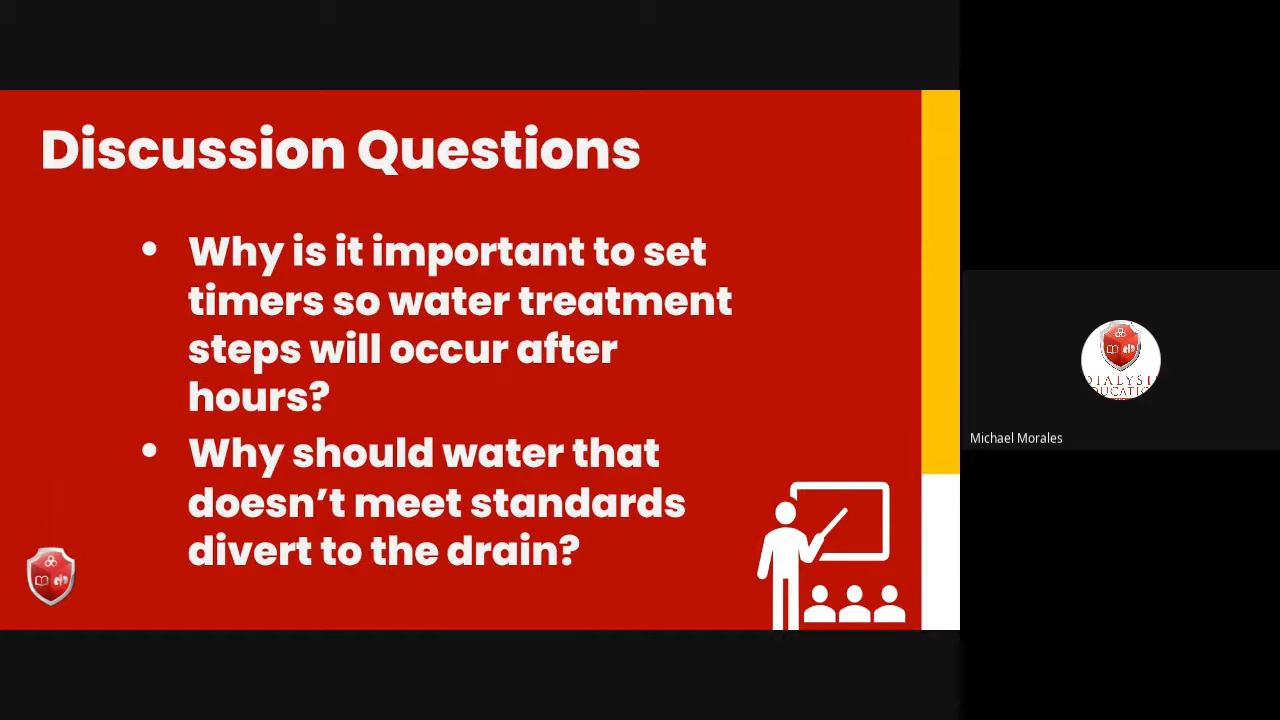 Discussion Questions
• Why is it important to set
timers so water treatment
steps will occur after
hours?
• Why should water that
doesn’t meet standards
divert to the drain?
Michael Morales